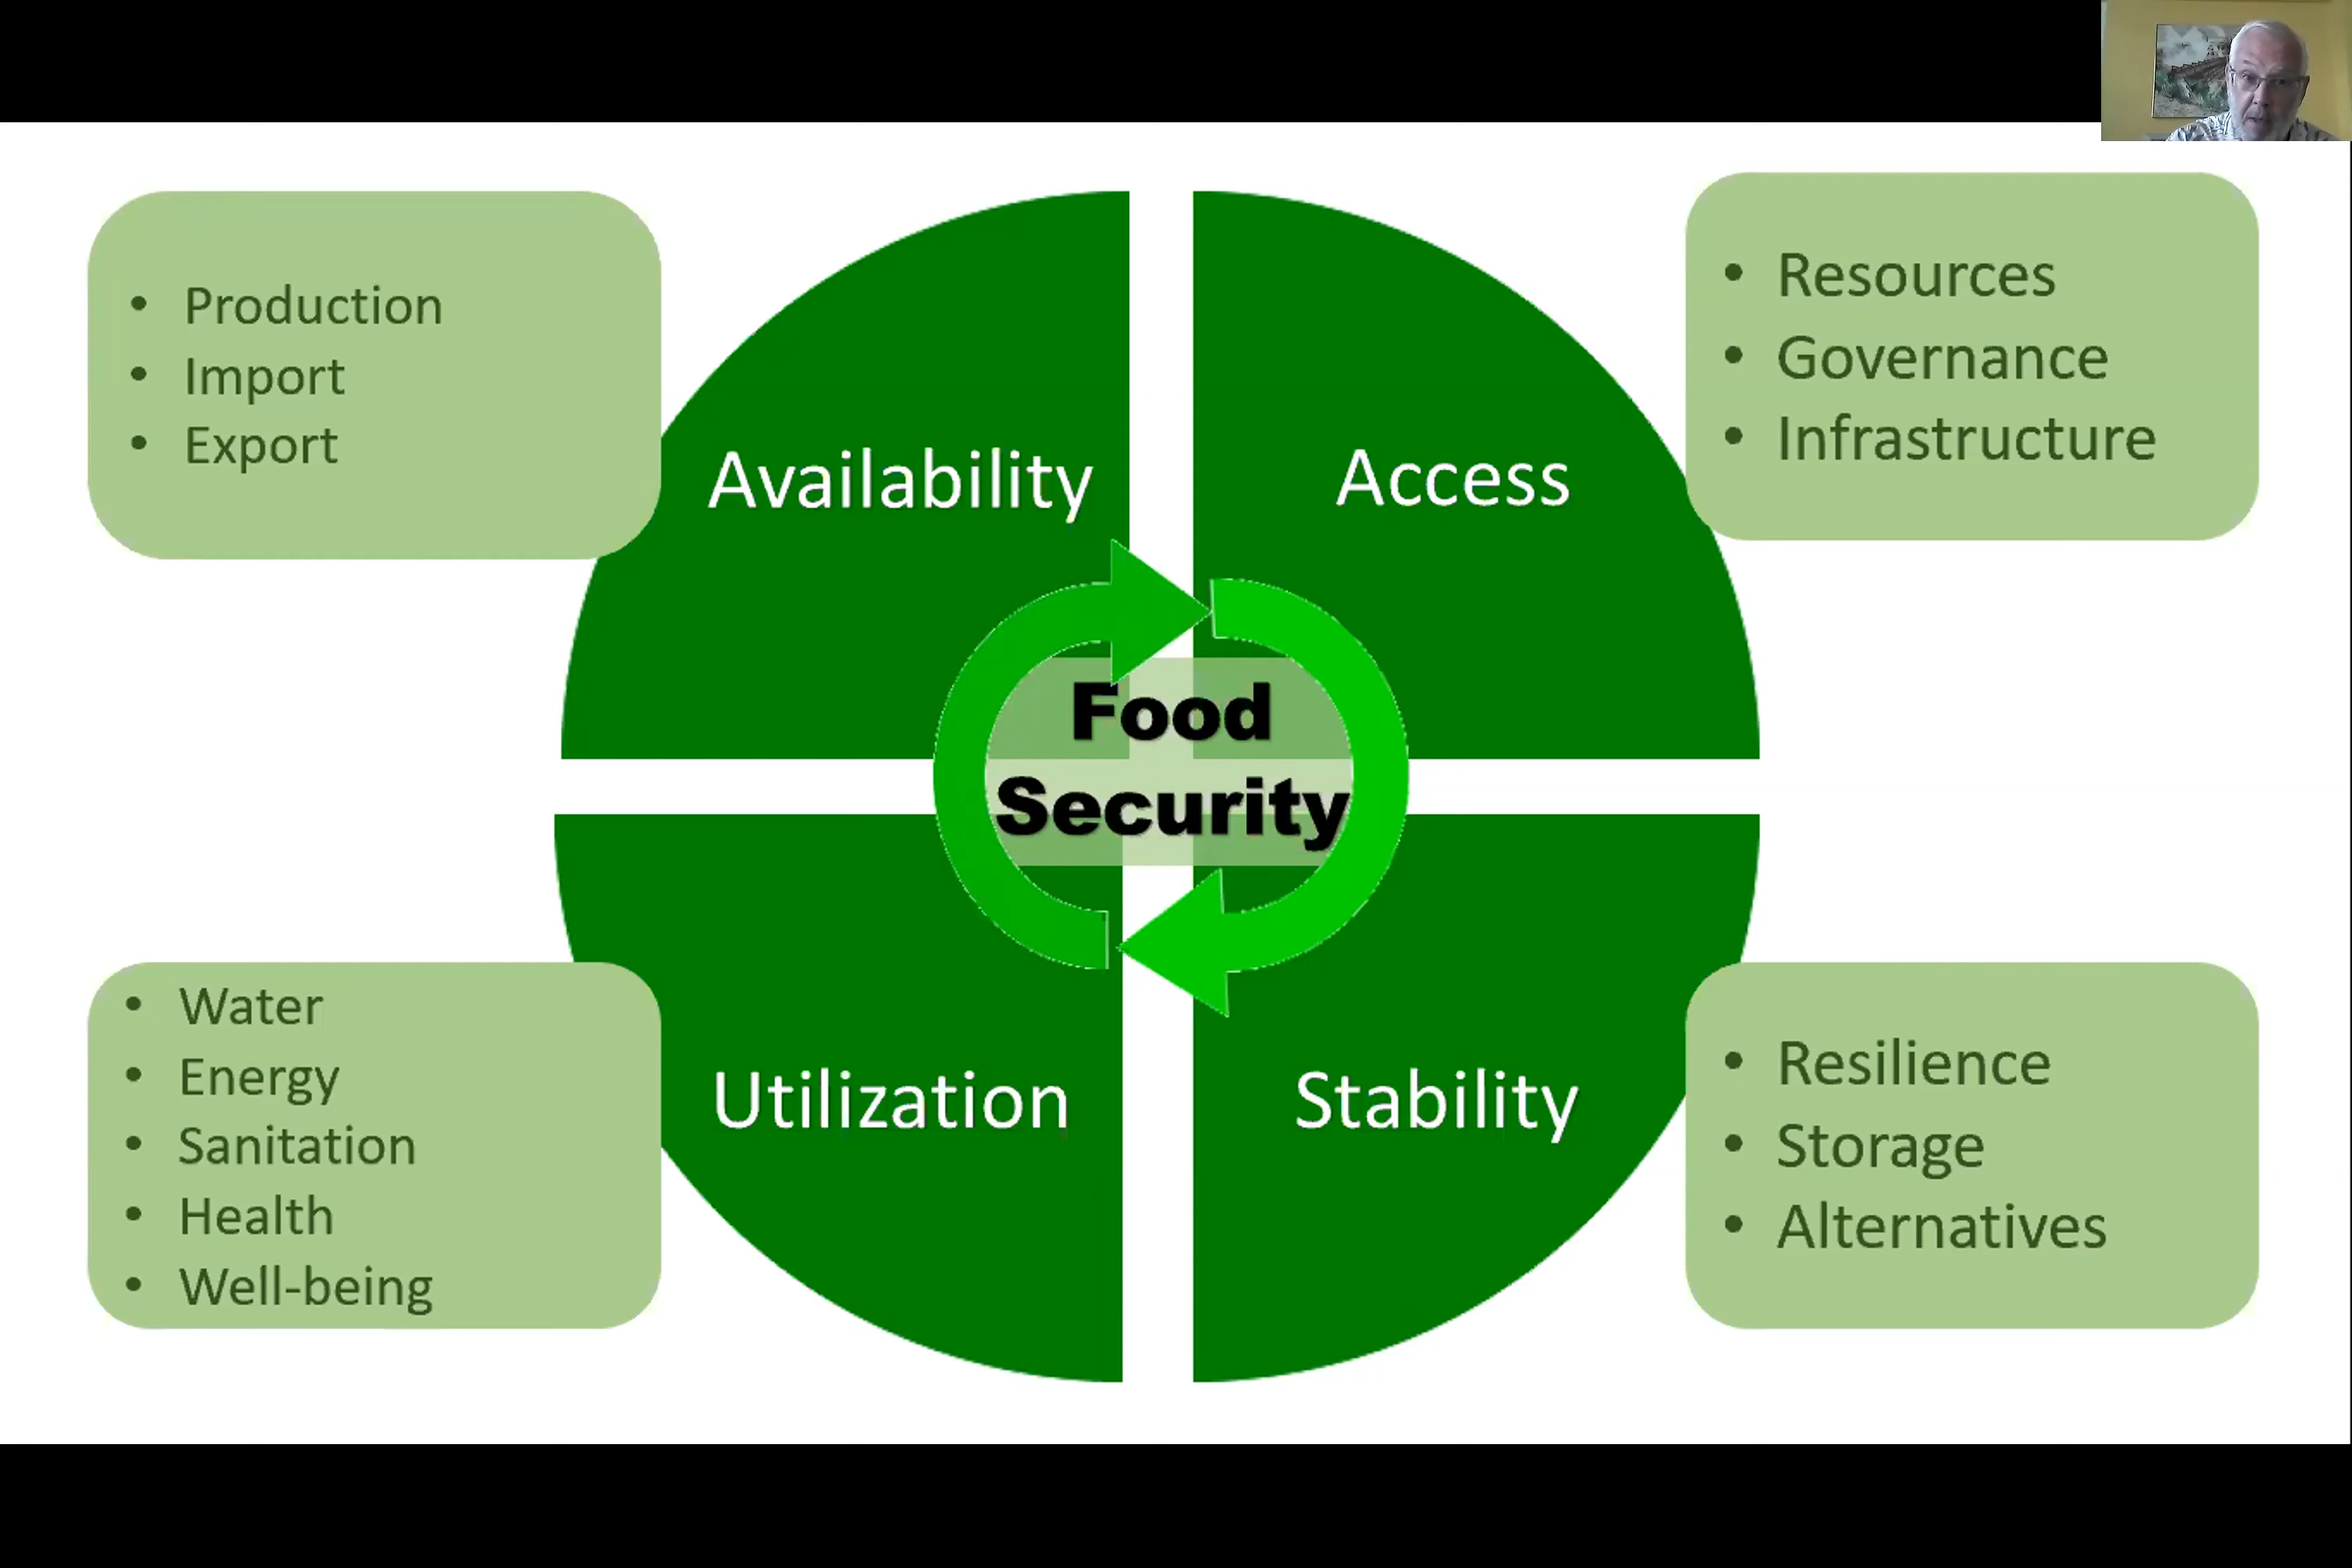 Production
Import
Export
Availability
Access
Resources
Governance
Infrastructure
Food
Security
Water
Energy
Sanitation
Health
Well-being
Utilization
Stability
Resilience
Storage
Alternatives